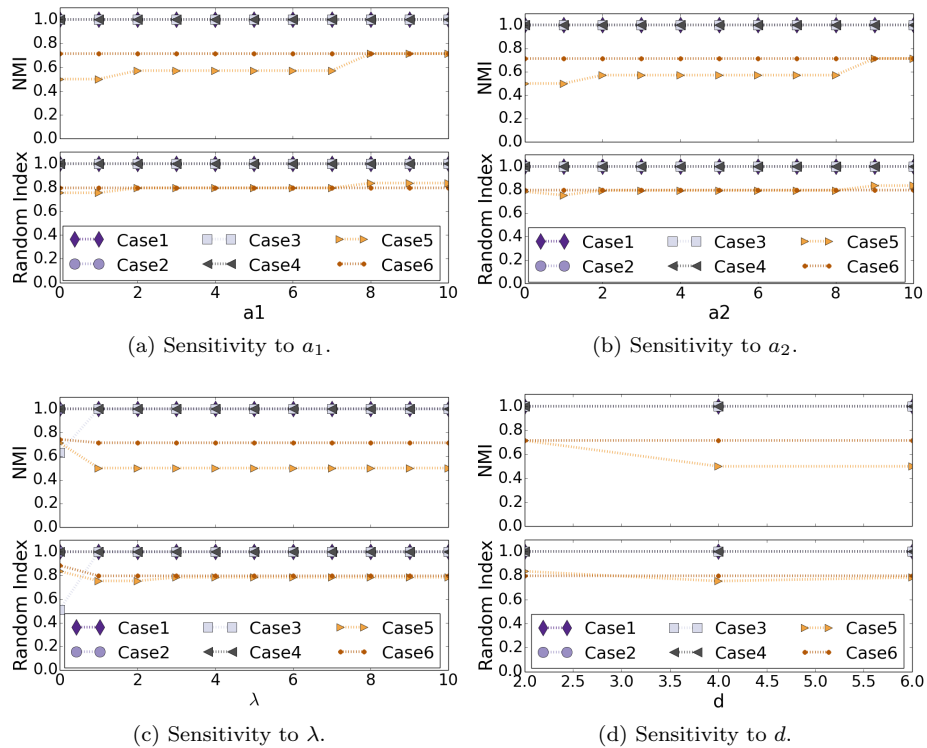 1.0
0.8
0.6
0.4
0.2
0.0
NMI
1.0
0.8
0.6
0.4
0.2
0.0
Random Index
Case1 Case3 Case5
Case2 Case4 Case6
0 2 4 6 8 10
a1
(a) Sensitivity to a₁.
1.0
0.8
0.6
0.4
0.2
0.0
NMI
1.0
0.8
0.6
0.4
0.2
0.0
Random Index
Case1 Case3 Case5
Case2 Case4 Case6
0 2 4 6 8 10
a2
(b) Sensitivity to a₂.
1.0
0.8
0.6
0.4
0.2
0.0
NMI
1.0
0.8
0.6
0.4
0.2
0.0
Random Index
Case1 Case3 Case5
Case2 Case4 Case6
0 2 4 6 8 10
λ
(c) Sensitivity to λ.
1.0
0.8
0.6
0.4
0.2
0.0
NMI
1.0
0.8
0.6
0.4
0.2
0.0
Random Index
Case1 Case3 Case5
Case2 Case4 Case6
2.0 2.5 3.0 3.5 4.0 4.5 5.0 5.5 6.0
d
(d) Sensitivity to d.